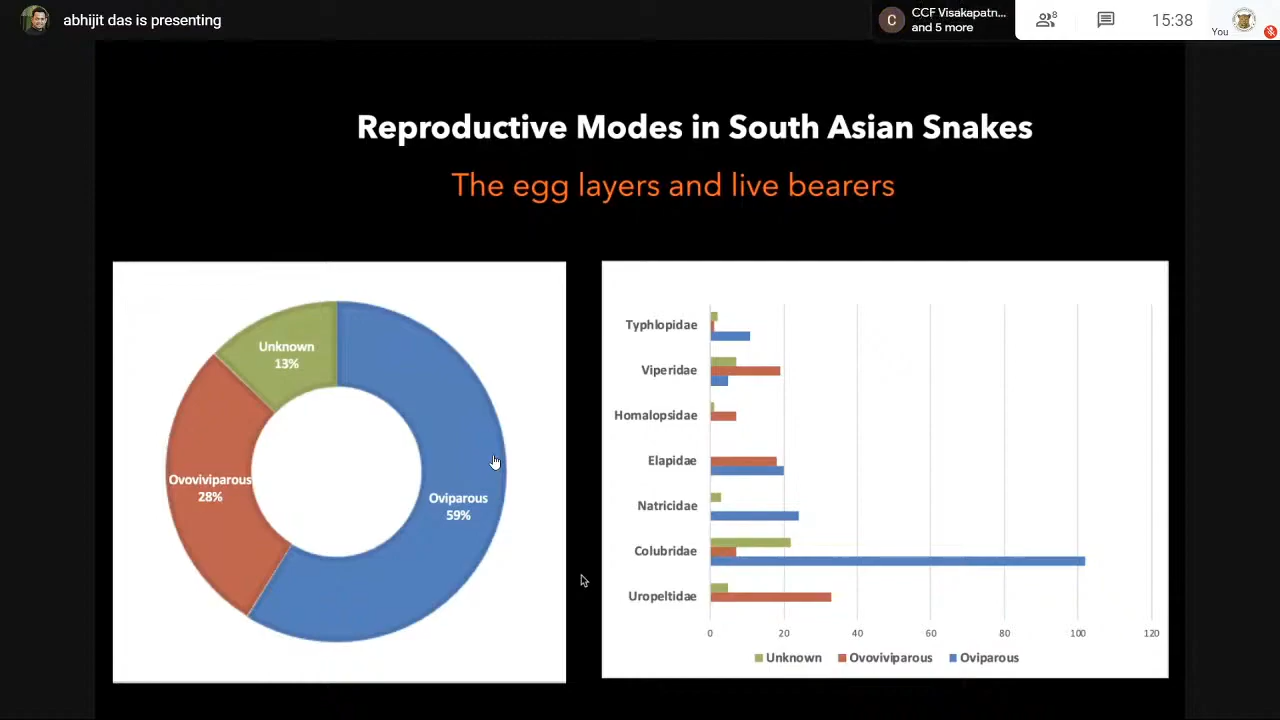 abhijit das is presenting
C
CCF Visakapatn...
and 5 more
8
15:38
You
Reproductive Modes in South Asian Snakes
The egg layers and live bearers
Unknown
13%
Ovoviviparous
28%
Oviparous
59%
Typhlopidae
Viperidae
Homalopsidae
Elapidae
Natricidae
Colubridae
Uropeltidae
0 20 40 60 80 100 120
Unknown Ovoviviparous Oviparous